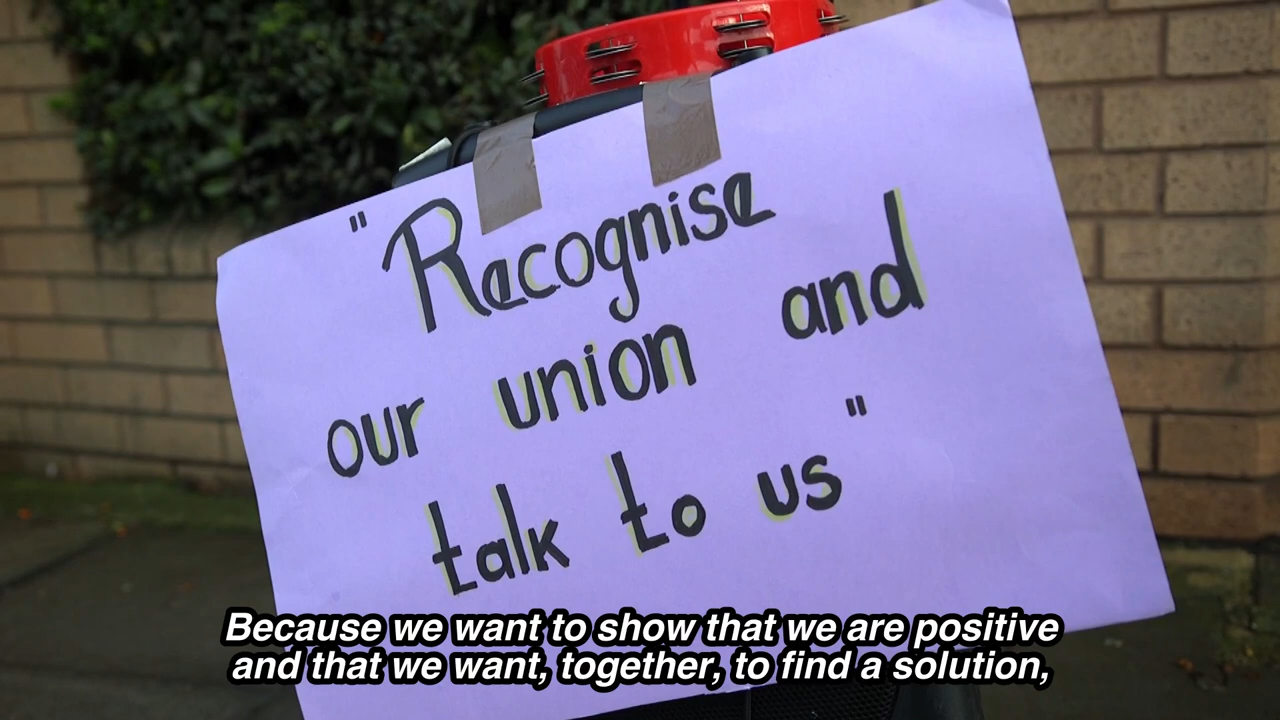 "Recognise
our union and
talk to us"
Because we want to show that we are positive
and that we want, together, to find a solution,